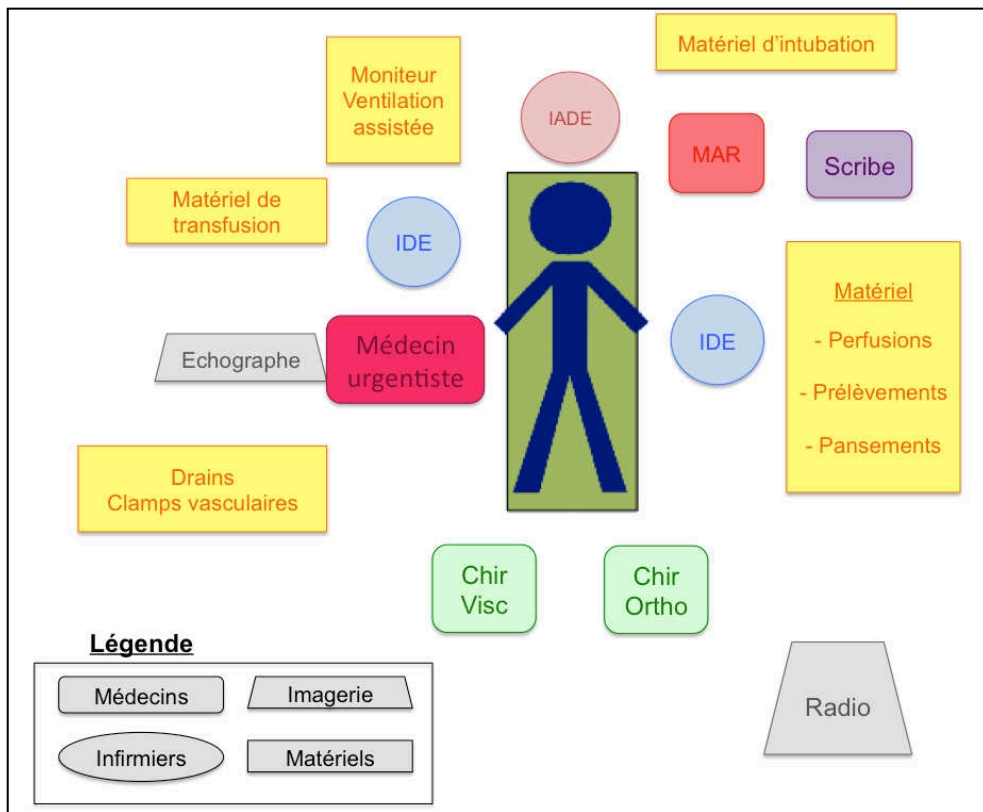 Matériel d'intubation
Moniteur
Ventilation
assistée
IADE
MAR
Scribe
Matériel de
transfusion
IDE
Matériel
- Perfusions
- Prélèvements
- Pansements
IDE
Echographe
Médecin
urgentiste
Drains
Clamps vasculaires
Chir
Visc
Chir
Ortho
Radio
Légende
Médecins
Imagerie
Infirmiers
Matériels